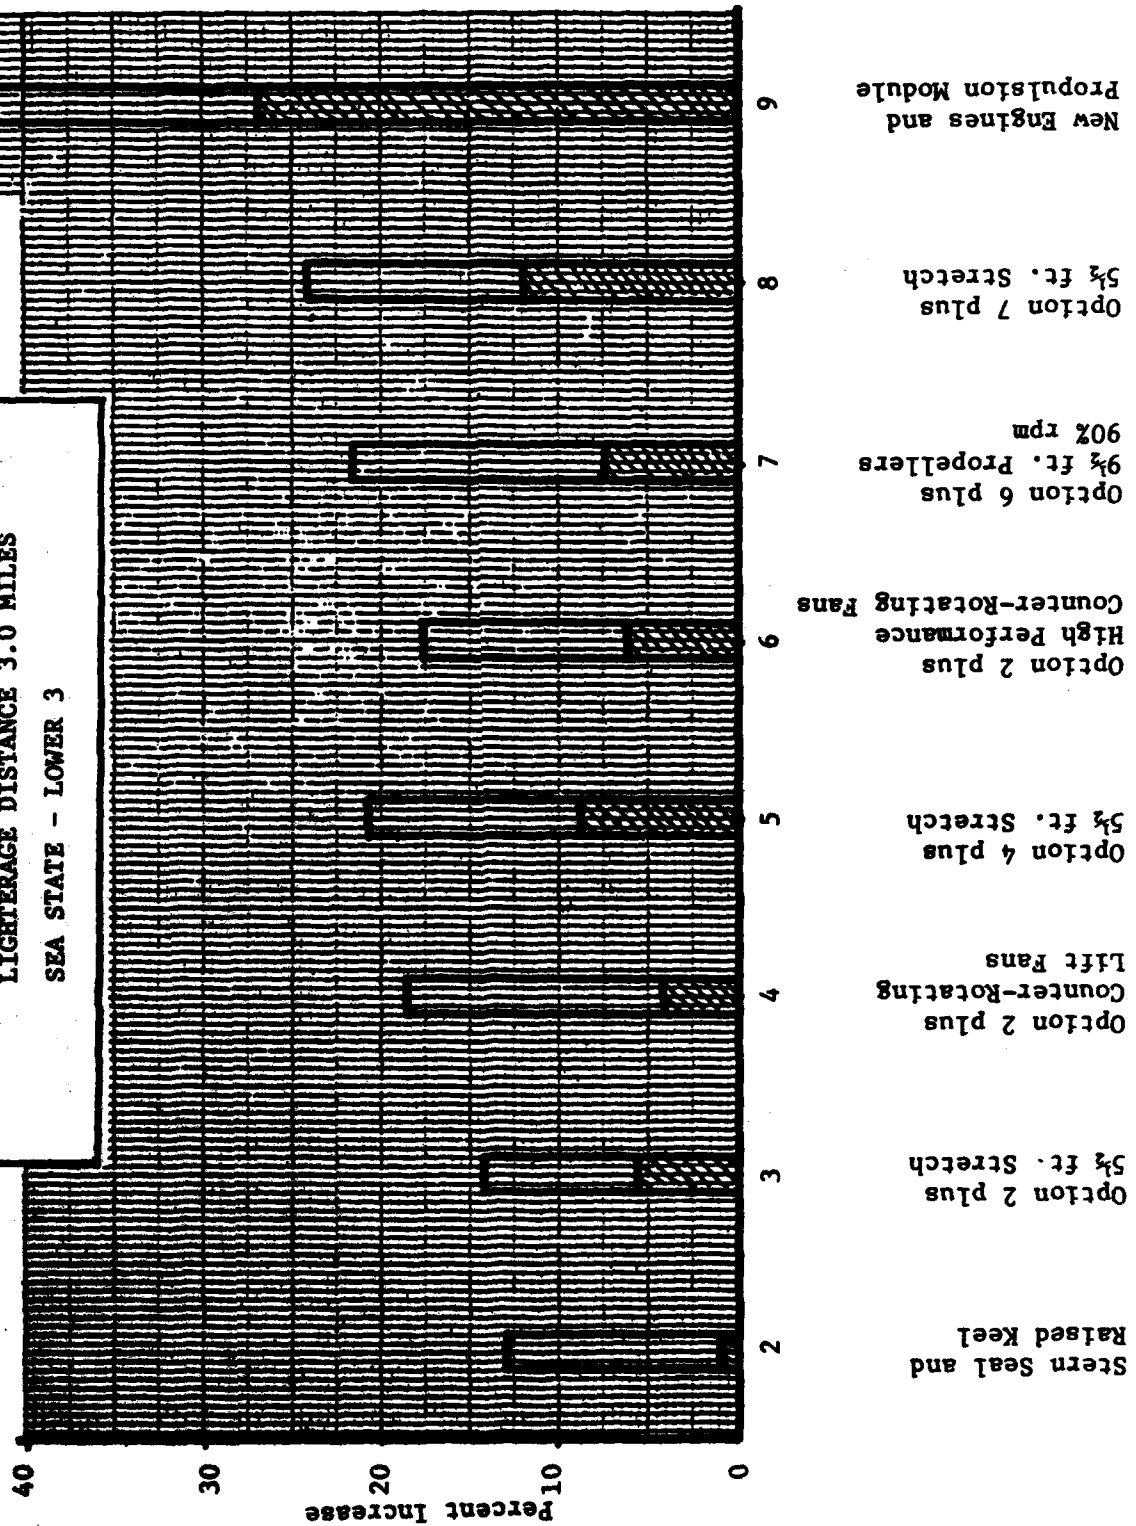 LIGHTERAGE DISTANCE 3.0 MILES
SEA STATE - LOWER 3
Percent Increase
40
30
20
10
0
2
3
4
5
6
7
8
9
Stern Seal and
Raised Keel
Option 2 plus
5½ ft. Stretch
Option 2 plus
Counter-Rotating
Lift Fans
Option 4 plus
5½ ft. Stretch
Option 2 plus
High Performance
Counter-Rotating Fans
Option 6 plus
9½ ft. Propellers
90% rpm
Option 7 plus
5½ ft. Stretch
New Engines and
Propulsion Module